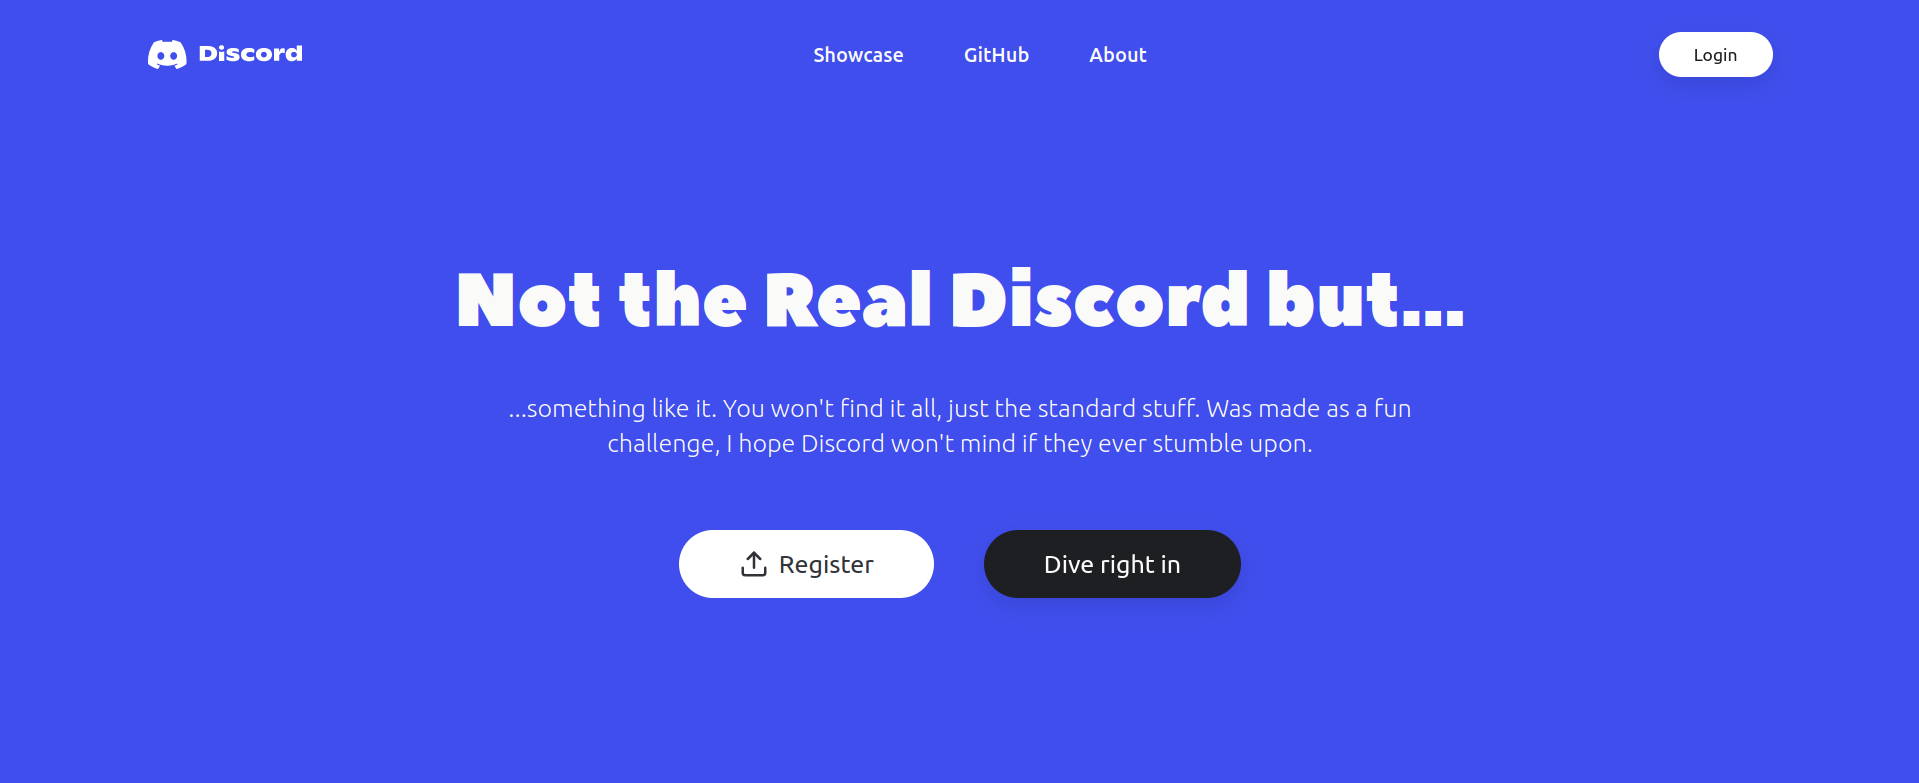 Discord
Showcase
GitHub
About
Login
Not the Real Discord but...
...something like it. You won't find it all, just the standard stuff. Was made as a fun
challenge, I hope Discord won't mind if they ever stumble upon.
Register
Dive right in